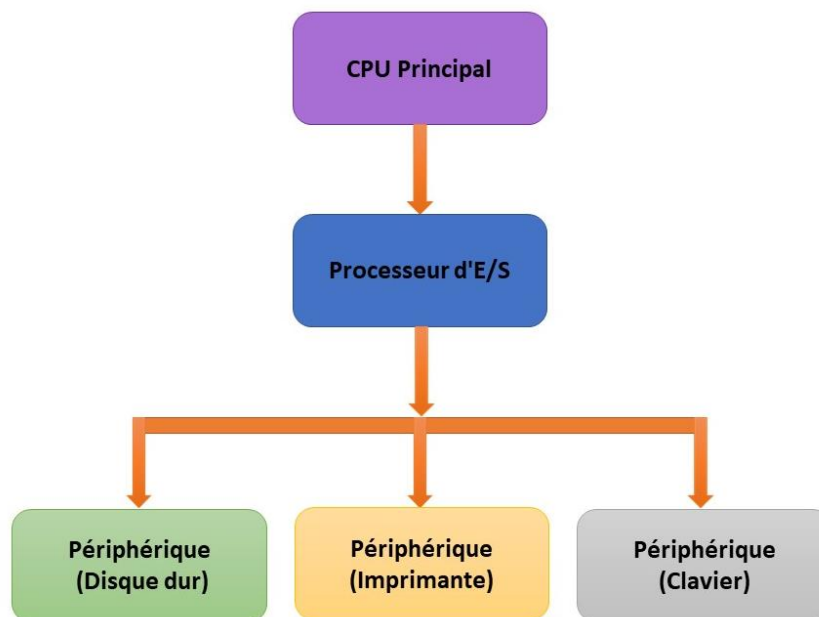 CPU Principal
Processeur d'E/S
Périphérique
(Disque dur)
Périphérique
(Imprimante)
Périphérique
(Clavier)